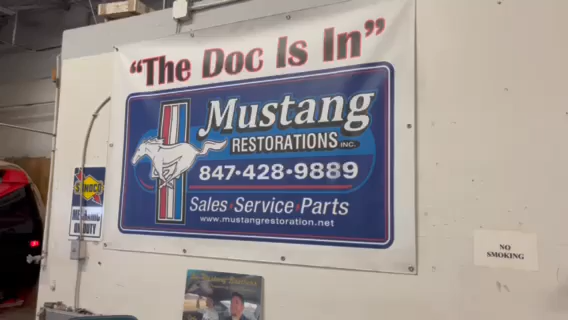 "The Doc Is In"
Mustang
RESTORATIONS INC.
847·428·9889
Sales·Service·Parts
www.mustangrestoration.net
SUNOCO
DUTY
NO
SMOKING